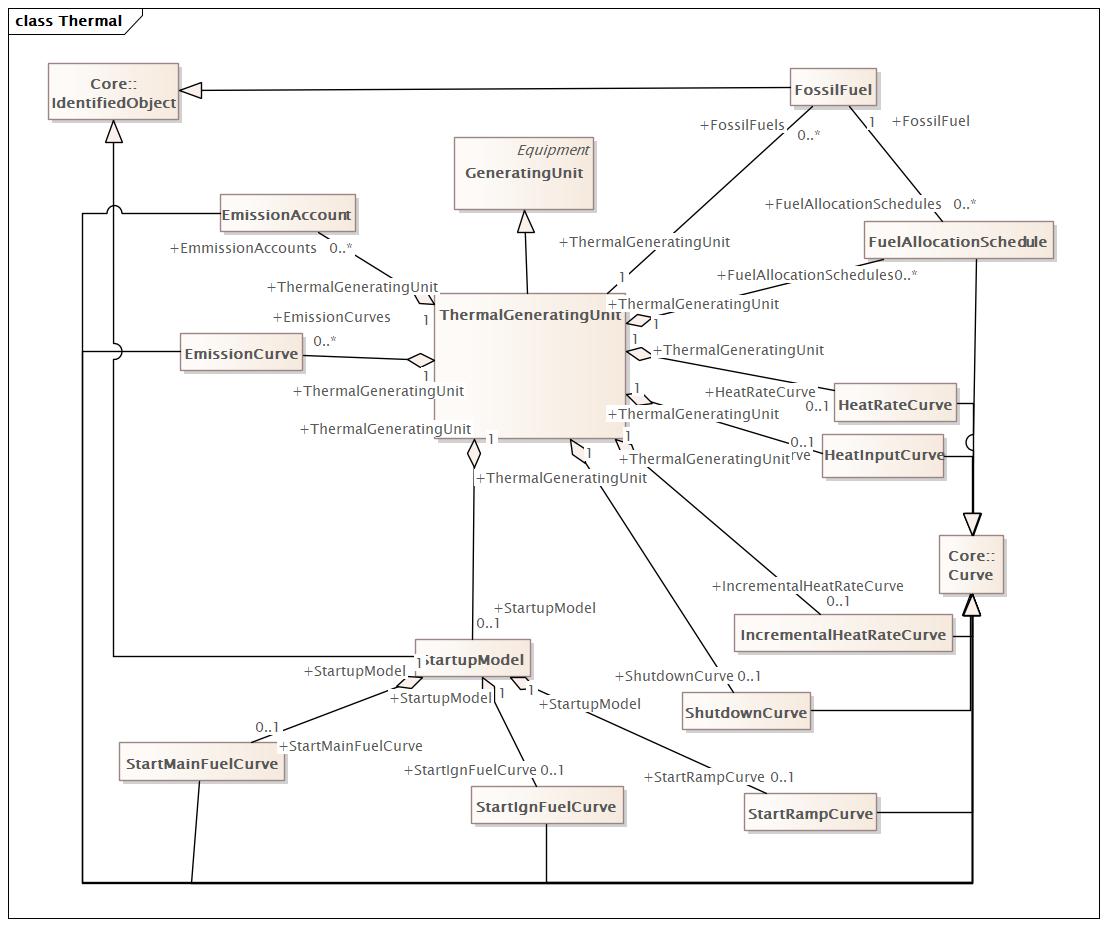 class Thermal
Core::
IdentifiedObject
FossilFuel
+FossilFuels
0..*
1
+FossilFuel
Equipment
GeneratingUnit
EmissionAccount
+EmmissionAccounts 0..*
+FuelAllocationSchedules 0..*
FuelAllocationSchedule
+ThermalGeneratingUnit
1
+FuelAllocationSchedules0..*
+ThermalGeneratingUnit
1
+ThermalGeneratingUnit
1
ThermalGeneratingUnit
+EmissionCurves
0..*
EmissionCurve
1
+ThermalGeneratingUnit
1
+ThermalGeneratingUnit
+HeatRateCurve
0..1
HeatRateCurve
1
+ThermalGeneratingUnit
0..1
rve
HeatInputCurve
+ThermalGeneratingUnit
1
1
+ThermalGeneratingUnit
1
+ThermalGeneratingUnit
Core::
Curve
+IncrementalHeatRateCurve
0..1
IncrementalHeatRateCurve
+StartupModel
0..1
StartupModel
1
+StartupModel
+ShutdownCurve 0..1
ShutdownCurve
+StartupModel
1
1
+StartupModel
0..1
+StartMainFuelCurve
StartMainFuelCurve
+StartIgnFuelCurve 0..1
StartIgnFuelCurve
+StartRampCurve 0..1
StartRampCurve